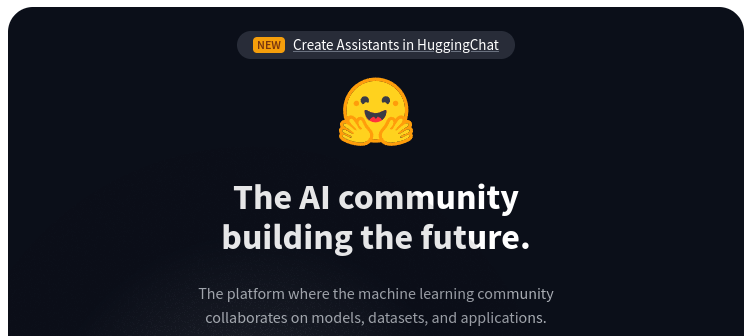 NEW Create Assistants in HuggingChat
The AI community
building the future.
The platform where the machine learning community
collaborates on models, datasets, and applications.